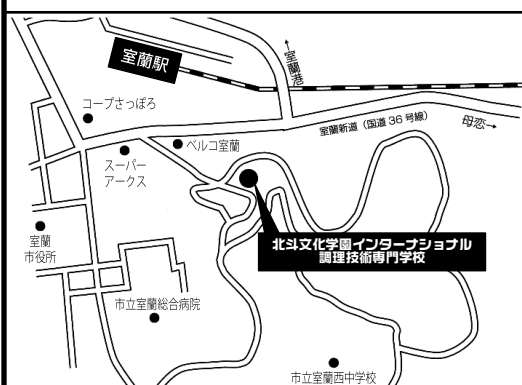 室蘭駅
←室蘭港
コープさっぽろ
室蘭新道（国道36号線）
母恋→
ベルコ室蘭
スーパー
アークス
室蘭
市役所
北斗文化学園インターナショナル
調理技術専門学校
市立室蘭総合病院
市立室蘭西中学校